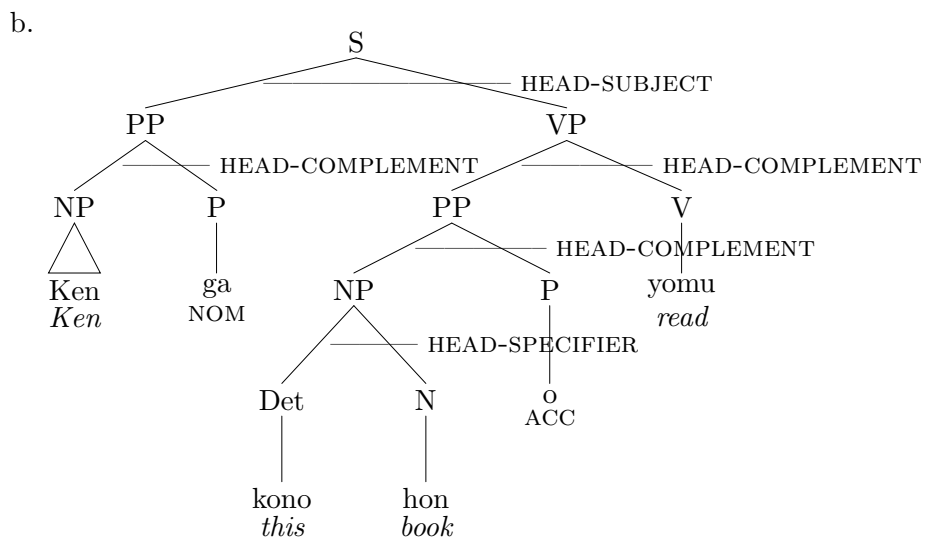 b.
S
HEAD-SUBJECT
PP VP
HEAD-COMPLEMENT HEAD-COMPLEMENT
NP P PP V
HEAD-COMPLEMENT
Ken ga NP P yomu
Ken NOM read
HEAD-SPECIFIER
Det N o
ACC
kono hon
this book